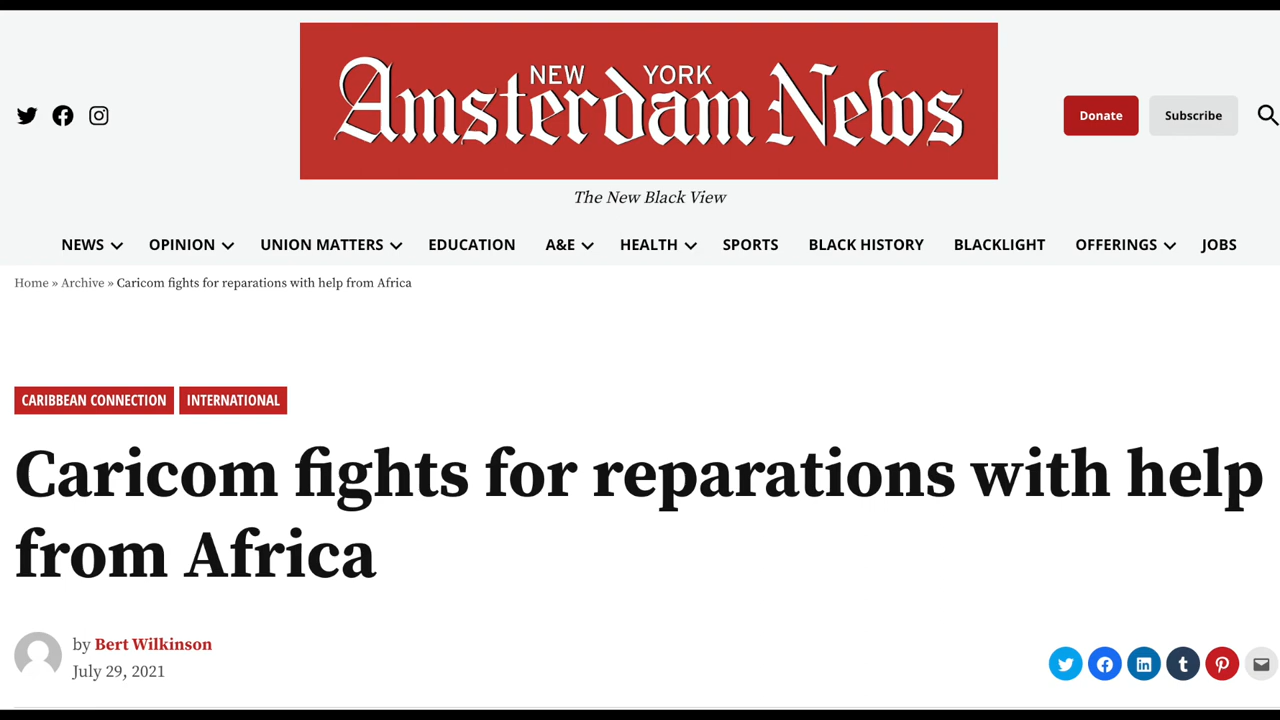 NEW YORK
Amsterdam News
Donate
Subscribe
The New Black View
NEWS OPINION UNION MATTERS EDUCATION A&E HEALTH SPORTS BLACK HISTORY BLACKLIGHT OFFERINGS JOBS
Home » Archive » Caricom fights for reparations with help from Africa
CARIBBEAN CONNECTION INTERNATIONAL
Caricom fights for reparations with help
from Africa
by Bert Wilkinson
July 29, 2021